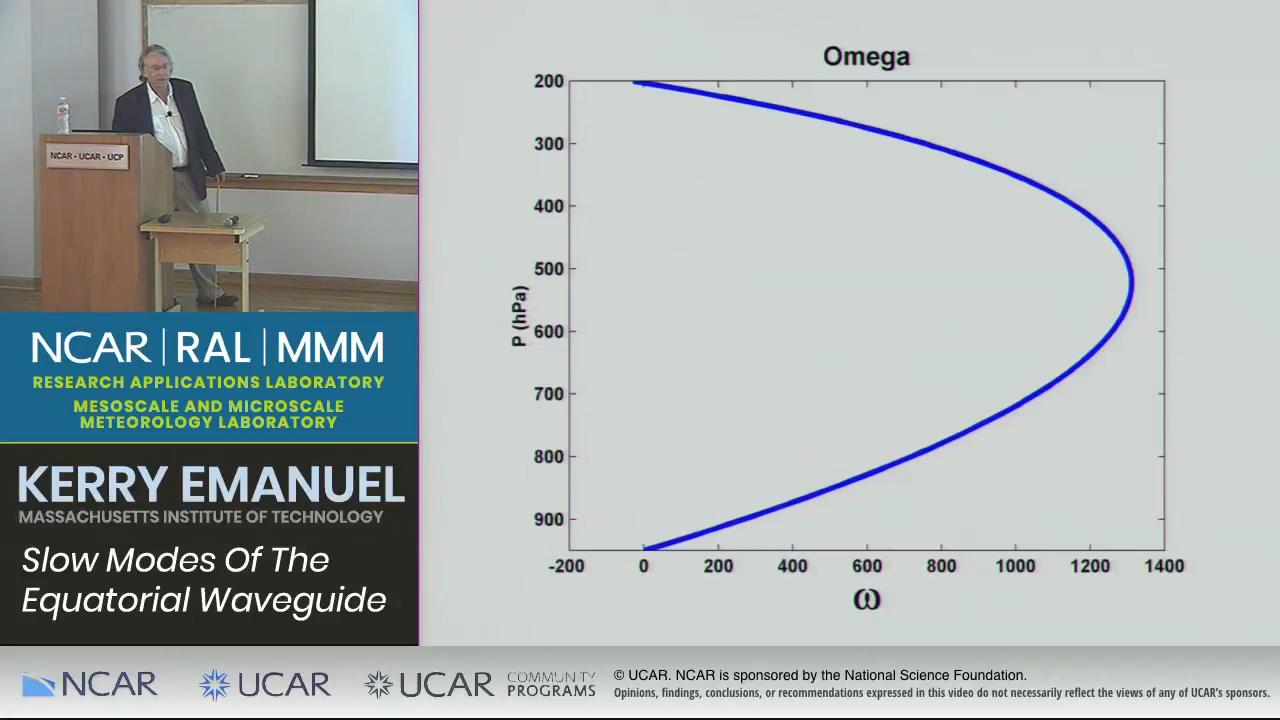 NCAR • UCAR • UCP
NCAR | RAL | MMM
RESEARCH APPLICATIONS LABORATORY
MESOSCALE AND MICROSCALE
METEOROLOGY LABORATORY
KERRY EMANUEL
MASSACHUSETTS INSTITUTE OF TECHNOLOGY
Slow Modes Of The
Equatorial Waveguide
Omega
200
300
400
500
600
700
800
900
P (hPa)
-200 0 200 400 600 800 1000 1200 1400
ω
NCAR
UCAR
UCAR COMMUNITY
PROGRAMS
© UCAR. NCAR is sponsored by the National Science Foundation.
Opinions, findings, conclusions, or recommendations expressed in this video do not necessarily reflect the views of any of UCAR's sponsors.